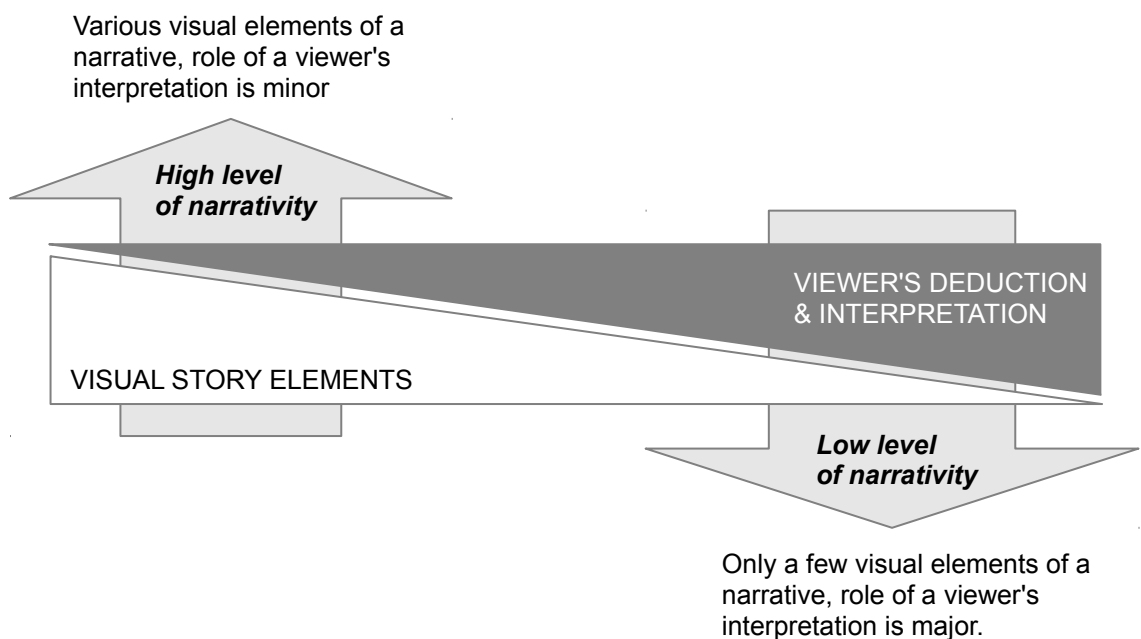 Various visual elements of a
narrative, role of a viewer's
interpretation is minor
High level
of narrativity
VIEWER'S DEDUCTION
& INTERPRETATION
VISUAL STORY ELEMENTS
Low level
of narrativity
Only a few visual elements of a
narrative, role of a viewer's
interpretation is major.